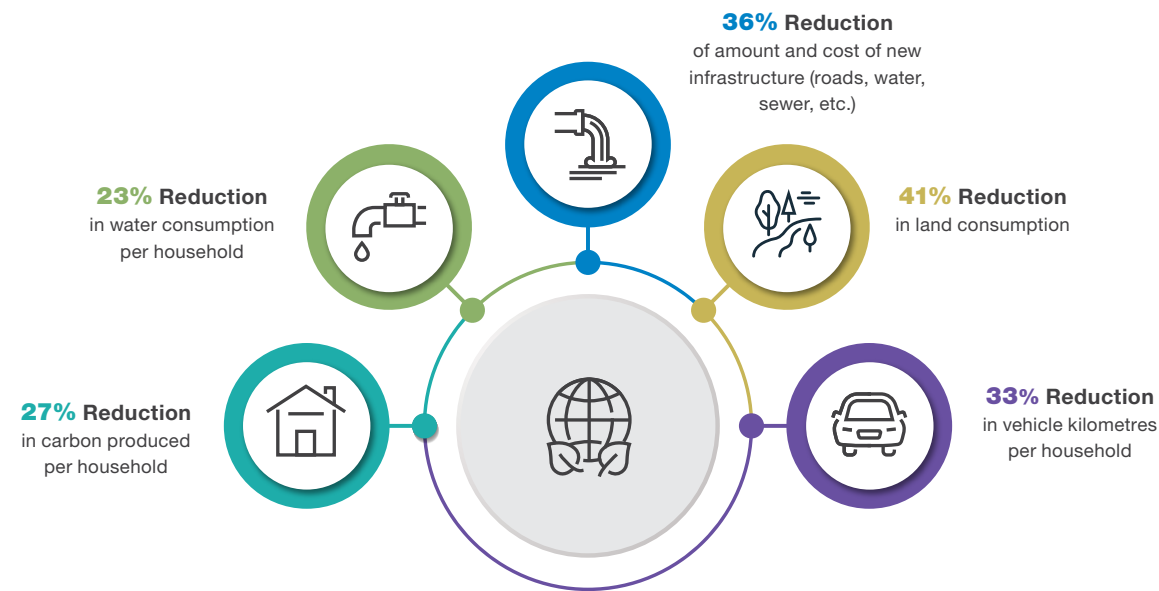 36% Reduction
of amount and cost of new
infrastructure (roads, water,
sewer, etc.)
23% Reduction
in water consumption
per household
41% Reduction
in land consumption
27% Reduction
in carbon produced
per household
33% Reduction
in vehicle kilometres
per household